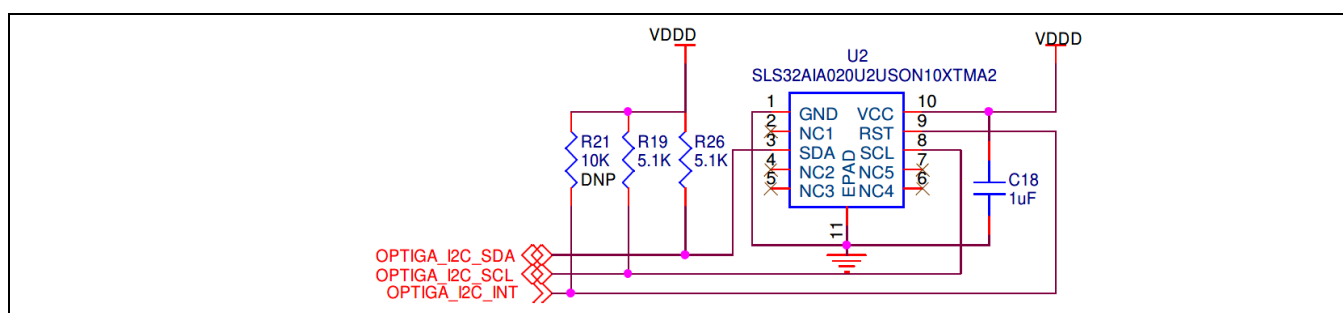 VDDD
VDDD
U2
SLS32AIA020U2USON10XTMA2
1 GND VCC 10
2 NC1 RST 9
3 SDA SCL 8
4 NC2 NC5 7
5 NC3 NC4 6
EPAD
11
R21
10K
DNP
R19
5.1K
R26
5.1K
C18
1uF
OPTIGA_I2C_SDA
OPTIGA_I2C_SCL
OPTIGA_I2C_INT